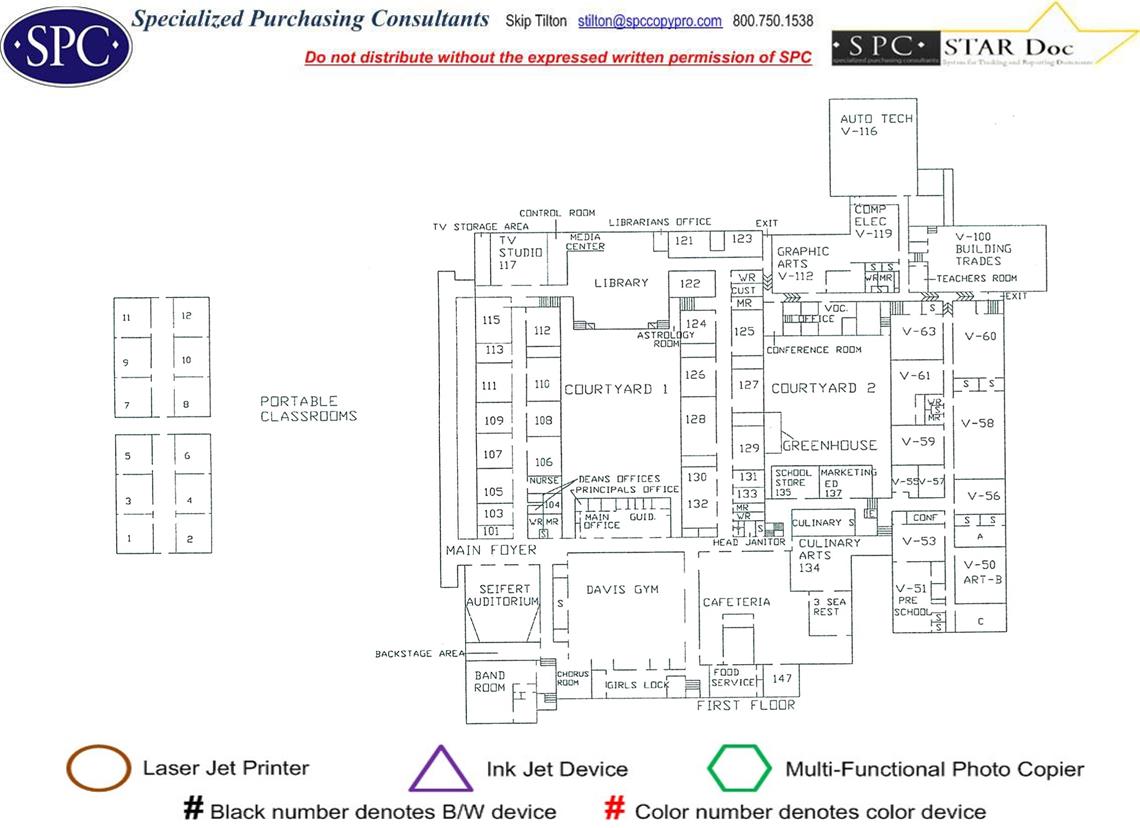 SPC
Specialized Purchasing Consultants Skip Tilton stilton@spccopypro.com 800.750.1538
Do not distribute without the expressed written permission of SPC
SPC STAR Doc
specialized purchasing consultants System for Tracking and Reporting Documents
AUTO TECH
V-116
COMP
ELEC
V-119
CONTROL ROOM
TV STORAGE AREA
LIBRARIANS OFFICE
EXIT
TV
STUDIO
117
MEDIA
CENTER
121
123
GRAPHIC
ARTS
V-112
V-100
BUILDING
TRADES
TEACHERS ROOM
EXIT
LIBRARY
122
WR
CUST
MR
S S
WR MR
S
VOC.
OFFICE
S
115
112
124
ASTROLOGY
ROOM
125
V-63
V-60
113
CONFERENCE ROOM
111
110
COURTYARD 1
126
127
COURTYARD 2
V-61
S S
WR
S
S
MR
109
108
128
V-58
GREENHOUSE
129
V-59
107
106
NURSE
DEANS OFFICES
PRINCIPALS OFFICE
130
131
SCHOOL
STORE
135
MARKETING
ED
137
V-55
V-57
V-56
105
104
132
133
103
WR MR
S
MAIN
OFFICE
GUID.
MR
WR
T
S
CULINARY S
E
CONF
S S
A
101
MAIN FOYER
HEAD JANITOR
CULINARY
ARTS
134
V-53
V-50
ART-B
SEIFERT
AUDITORIUM
S
DAVIS GYM
CAFETERIA
3 SEA
REST
V-51
PRE
SCHOOL
S
S
C
BACKSTAGE AREA
BAND
ROOM
T
CHORUS
ROOM
GIRLS LOCK
FOOD
SERVICE
147
FIRST FLOOR
11
12
9
10
7
8
PORTABLE
CLASSROOMS
5
6
3
4
1
2
Laser Jet Printer
Ink Jet Device
Multi-Functional Photo Copier
# Black number denotes B/W device
# Color number denotes color device